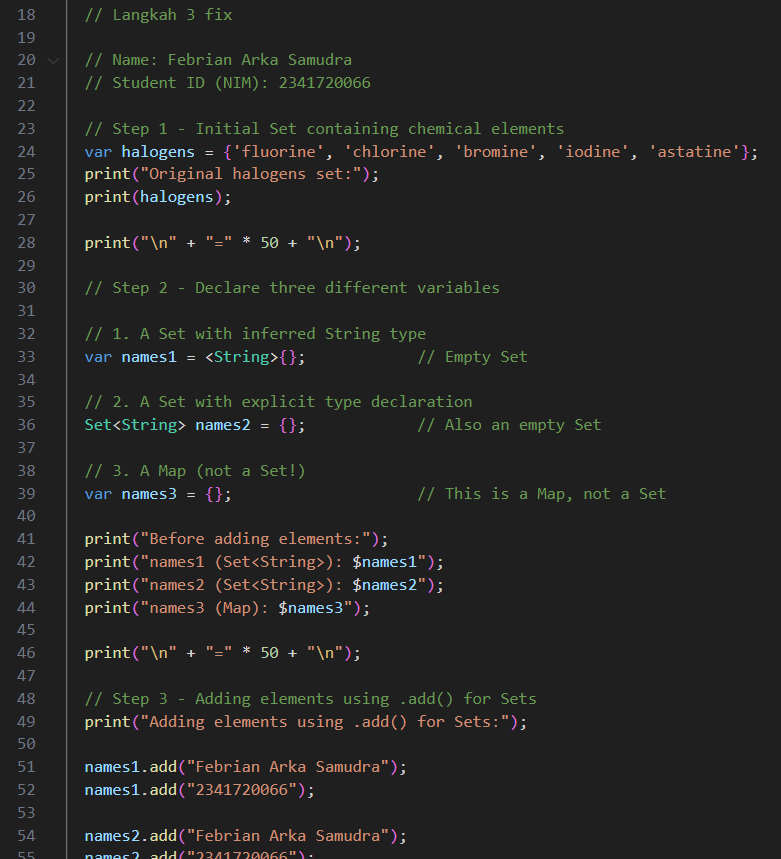 18 // Langkah 3 fix
19
20 // Name: Febrian Arka Samudra
21 // Student ID (NIM): 2341720066
22
23 // Step 1 - Initial Set containing chemical elements
24 var halogens = {'fluorine', 'chlorine', 'bromine', 'iodine', 'astatine'};
25 print("Original halogens set:");
26 print(halogens);
27
28 print("\n" + "=" * 50 + "\n");
29
30 // Step 2 - Declare three different variables
31
32 // 1. A Set with inferred String type
33 var names1 = <String>{}; // Empty Set
34
35 // 2. A Set with explicit type declaration
36 Set<String> names2 = {}; // Also an empty Set
37
38 // 3. A Map (not a Set!)
39 var names3 = {}; // This is a Map, not a Set
40
41 print("Before adding elements:");
42 print("names1 (Set<String>): $names1");
43 print("names2 (Set<String>): $names2");
44 print("names3 (Map): $names3");
45
46 print("\n" + "=" * 50 + "\n");
47
48 // Step 3 - Adding elements using .add() for Sets
49 print("Adding elements using .add() for Sets:");
50
51 names1.add("Febrian Arka Samudra");
52 names1.add("2341720066");
53
54 names2.add("Febrian Arka Samudra");
55 names2.add("2341720066");